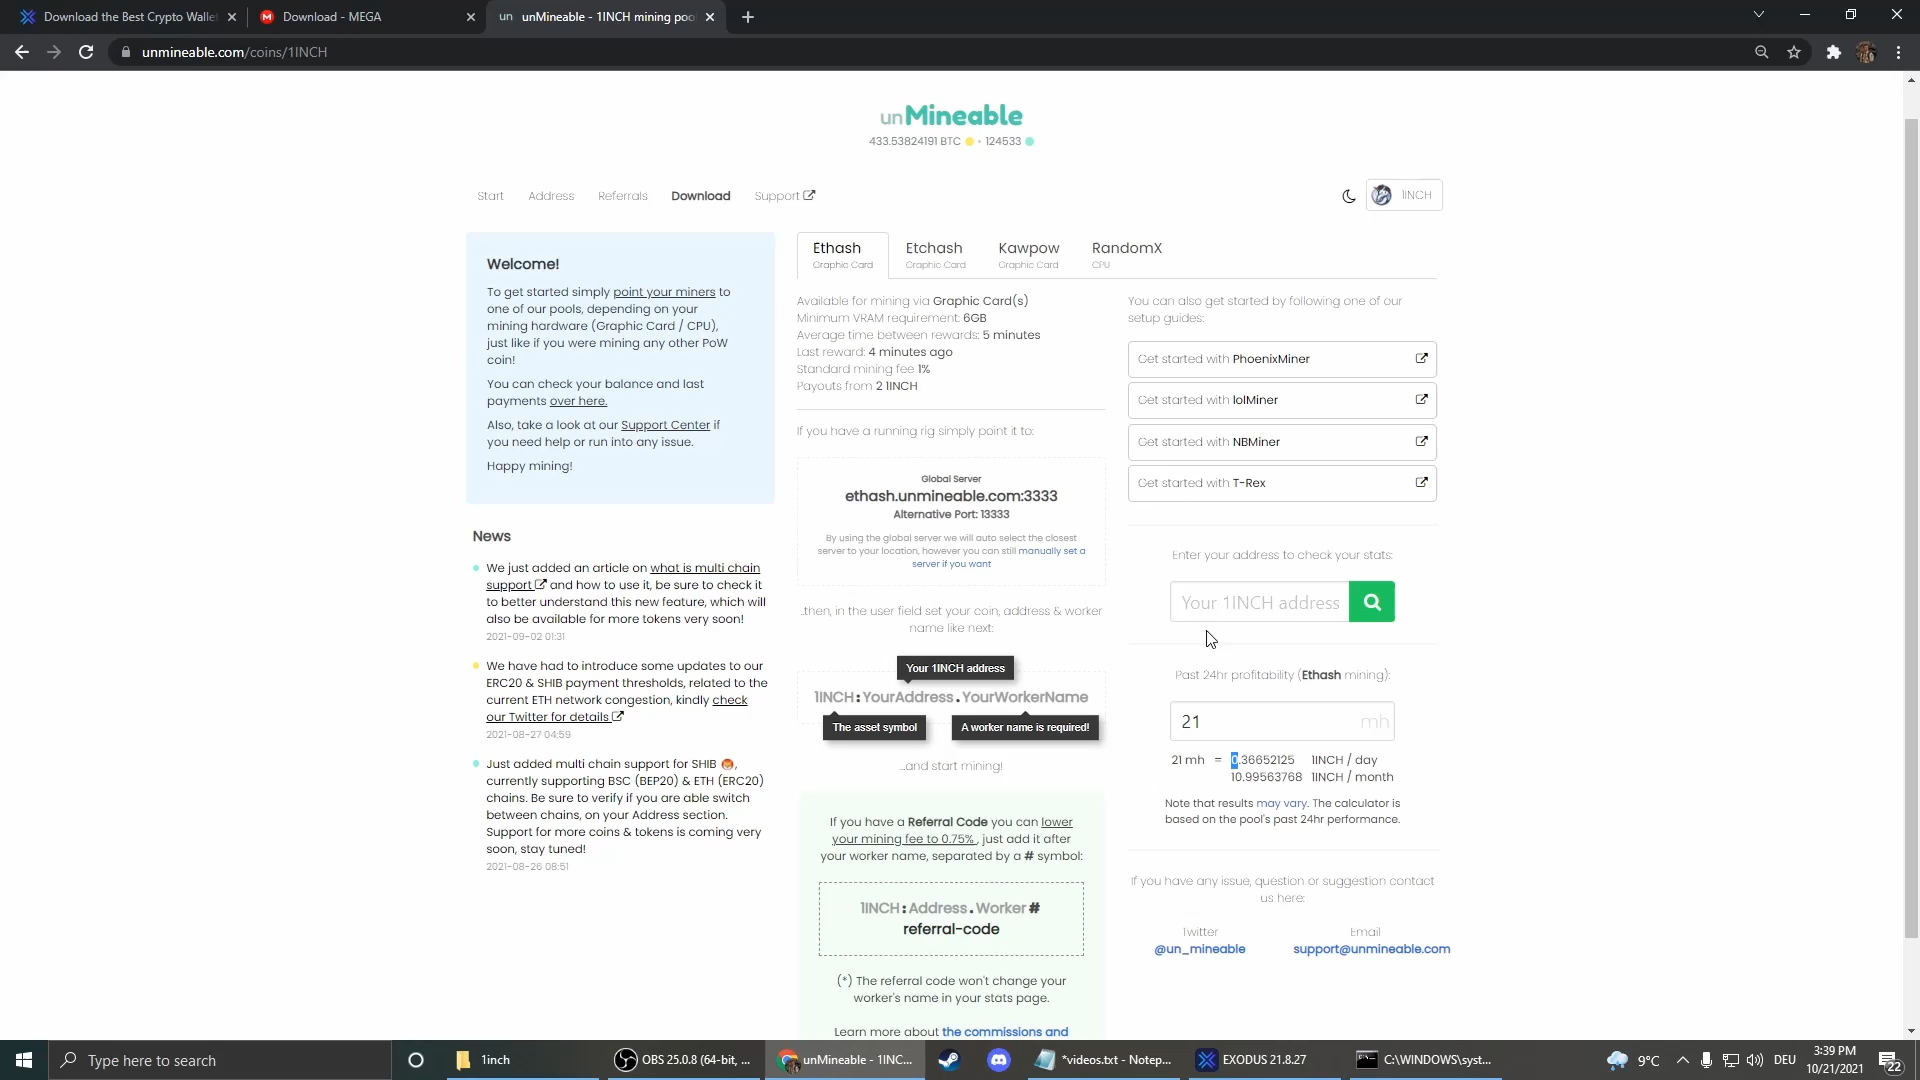 Download the Best Crypto Walle
Download - MEGA
unMineable - 1INCH mining poo
unmineable.com/coins/1INCH
unMineable
433.53824191 BTC - 124533
Start
Address
Referrals
Download
Support
1INCH
Welcome!
To get started simply point your miners to
one of our pools, depending on your
mining hardware (Graphic Card / CPU),
just like if you were mining any other PoW
coin!
You can check your balance and last
payments over here.
Also, take a look at our Support Center if
you need help or run into any issue.
Happy mining!
News
We just added an article on what is multi chain
support and how to use it, be sure to check it
to better understand this new feature, which will
also be available for more tokens very soon!
2021-09-02 01:31
We have had to introduce some updates to our
ERC20 & SHIB payment thresholds, related to the
current ETH network congestion, kindly check
our Twitter for details
2021-08-27 04:59
Just added multi chain support for SHIB ,
currently supporting BSC (BEP20) & ETH (ERC20)
chains. Be sure to verify if you are able switch
between chains, on your Address section.
Support for more coins & tokens is coming very
soon, stay tuned!
2021-08-26 08:51
Ethash
Graphic Card
Etchash
Graphic Card
Kawpow
Graphic Card
RandomX
CPU
Available for mining via Graphic Card(s)
Minimum VRAM requirement: 6GB
Average time between rewards: 5 minutes
Last reward: 4 minutes ago
Standard mining fee 1%
Payouts from 2 1INCH
If you have a running rig simply point it to:
Global Server
ethash.unmineable.com:3333
Alternative Port: 13333
By using the global server we will auto select the closest
server to your location, however you can still manually set a
server if you want
..then, in the user field set your coin, address & worker
name like next:
Your 1INCH address
1INCH:YourAddress.YourWorkerName
The asset symbol
A worker name is required!
...and start mining!
If you have a Referral Code you can lower
your mining fee to 0.75% , just add it after
your worker name, separated by a # symbol:
1INCH:Address.Worker#
referral-code
(*) The referral code won't change your
worker's name in your stats page.
Learn more about the commissions and
You can also get started by following one of our
setup guides:
Get started with PhoenixMiner
Get started with lolMiner
Get started with NBMiner
Get started with T-Rex
Enter your address to check your stats:
Your 1INCH address
Past 24hr profitability (Ethash mining):
21
mh
21 mh = 0.36652125 1INCH / day
10.99563768 1INCH / month
Note that results may vary. The calculator is
based on the pool's past 24hr performance.
If you have any issue, question or suggestion contact
us here:
Twitter
@un_mineable
Email
support@unmineable.com
Type here to search
1inch
OBS 25.0.8 (64-bit, ...
unMineable - 1INC...
*videos.txt - Notep...
EXODUS 21.8.27
C:\WINDOWS\syst...
9°C
DEU
3:39 PM
10/21/2021
22